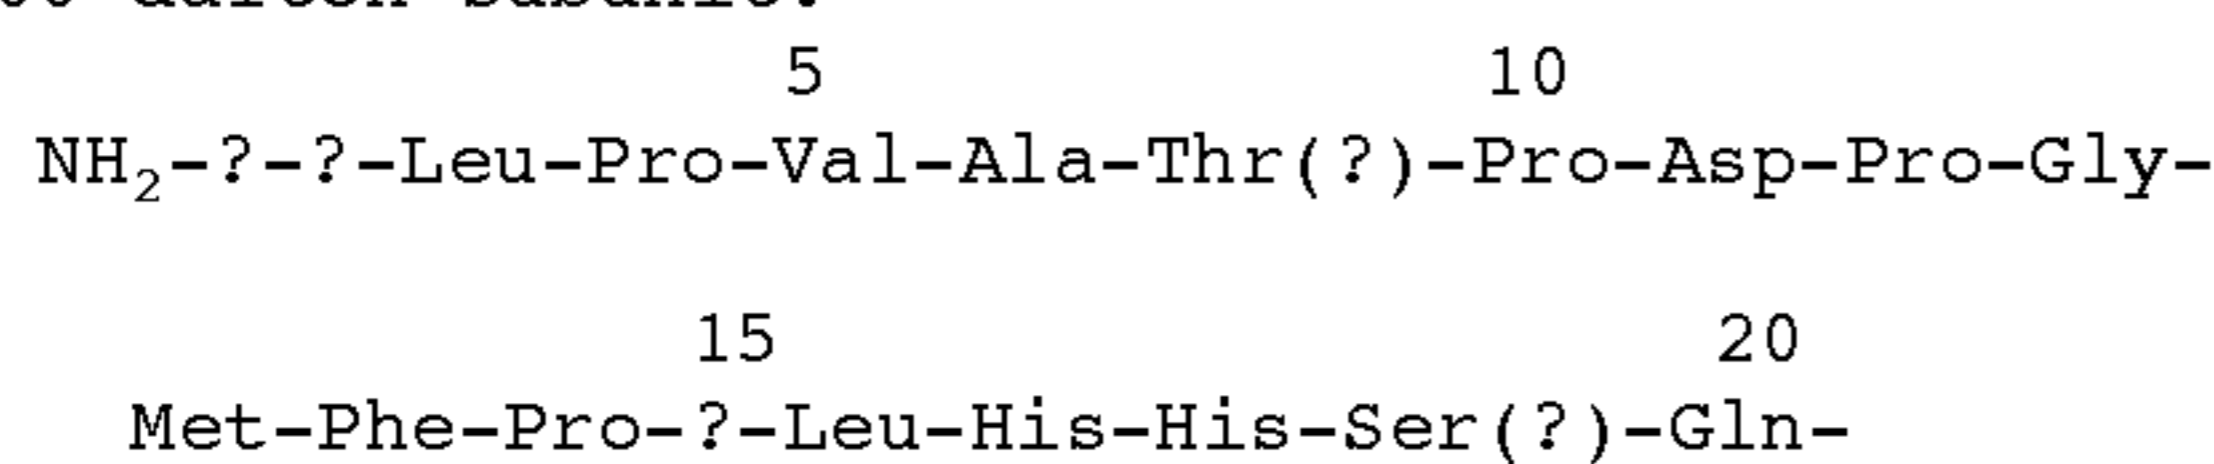 5 10
NH₂-?-?-Leu-Pro-Val-Ala-Thr(?)-Pro-Asp-Pro-Gly-
15 20
Met-Phe-Pro-?-Leu-His-His-Ser(?)-Gln-